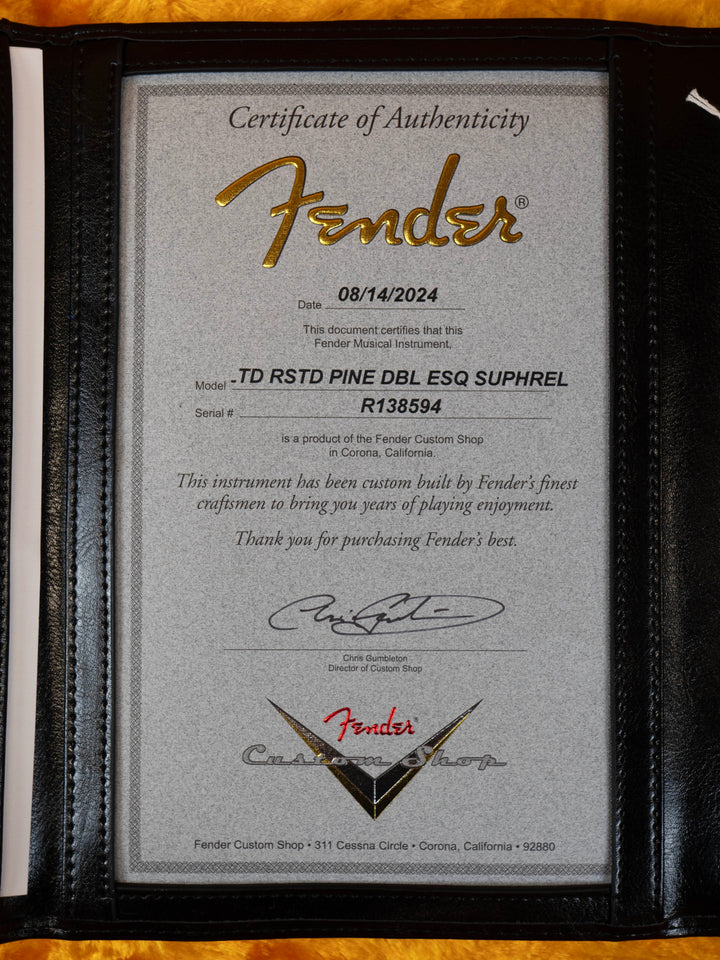 Certificate of Authenticity
Fender®
Date 08/14/2024
This document certifies that this
Fender Musical Instrument,
Model -TD RSTD PINE DBL ESQ SUPHREL
Serial # R138594
is a product of the Fender Custom Shop
in Corona, California.
This instrument has been custom built by Fender's finest
craftsmen to bring you years of playing enjoyment.
Thank you for purchasing Fender's best.
Chris Gumbleton
Director of Custom Shop
Fender®
Custom Shop
Fender Custom Shop • 311 Cessna Circle • Corona, California • 92880